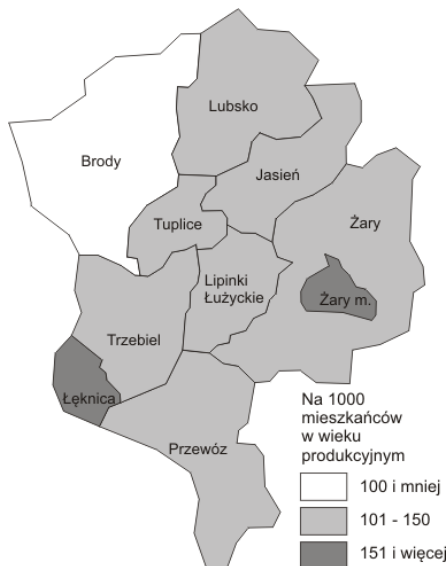 Lubsko
Brody
Jasień
Tuplice
Żary
Lipinki
Łużyckie
Żary m.
Trzebiel
Łęknica
Przewóz
Na 1000
mieszkańców
w wieku
produkcyjnym
100 i mniej
101 - 150
151 i więcej